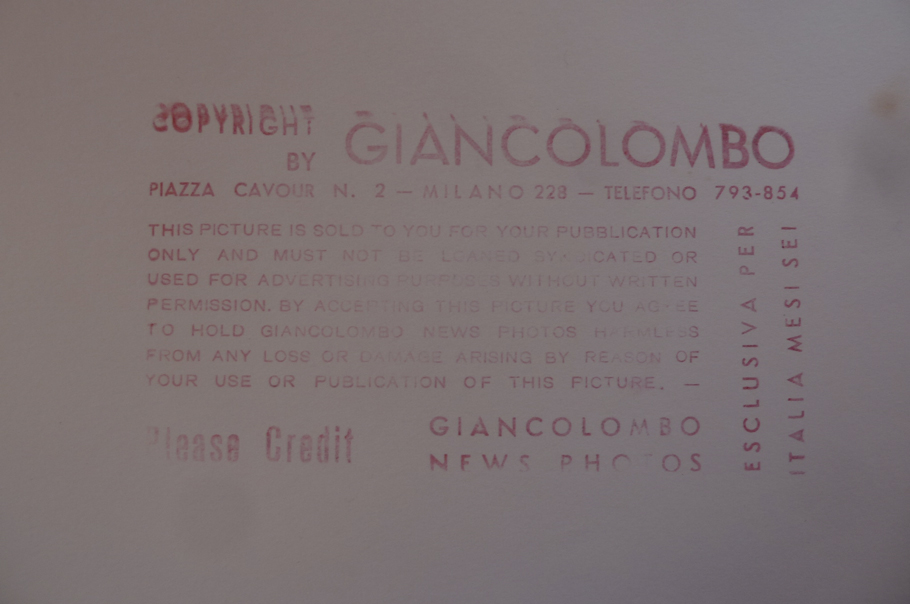 COPYRIGHT
BY GIANCOLOMBO
PIAZZA CAVOUR N. 2 — MILANO 228 — TELEFONO 793-854
THIS PICTURE IS SOLD TO YOU FOR YOUR PUBBLICATION
ONLY AND MUST NOT BE LOANED SYNDICATED OR
USED FOR ADVERTISING PURPOSES WITHOUT WRITTEN
PERMISSION. BY ACCEPTING THIS PICTURE YOU AGREE
TO HOLD GIANCOLOMBO NEWS PHOTOS HARMLESS
FROM ANY LOSS OR DAMAGE ARISING BY REASON OF
YOUR USE OR PUBLICATION OF THIS PICTURE. —
Please Credit
GIANCOLOMBO
NEWS PHOTOS
ESCLUSIVA PER
ITALIA MESI SEI